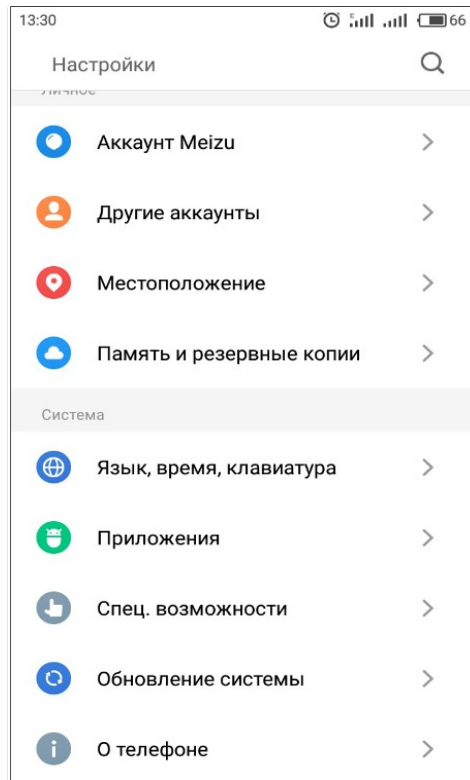 13:30 66
Настройки
Личное
Аккаунт Meizu
Другие аккаунты
Местоположение
Память и резервные копии
Система
Язык, время, клавиатура
Приложения
Спец. возможности
Обновление системы
О телефоне